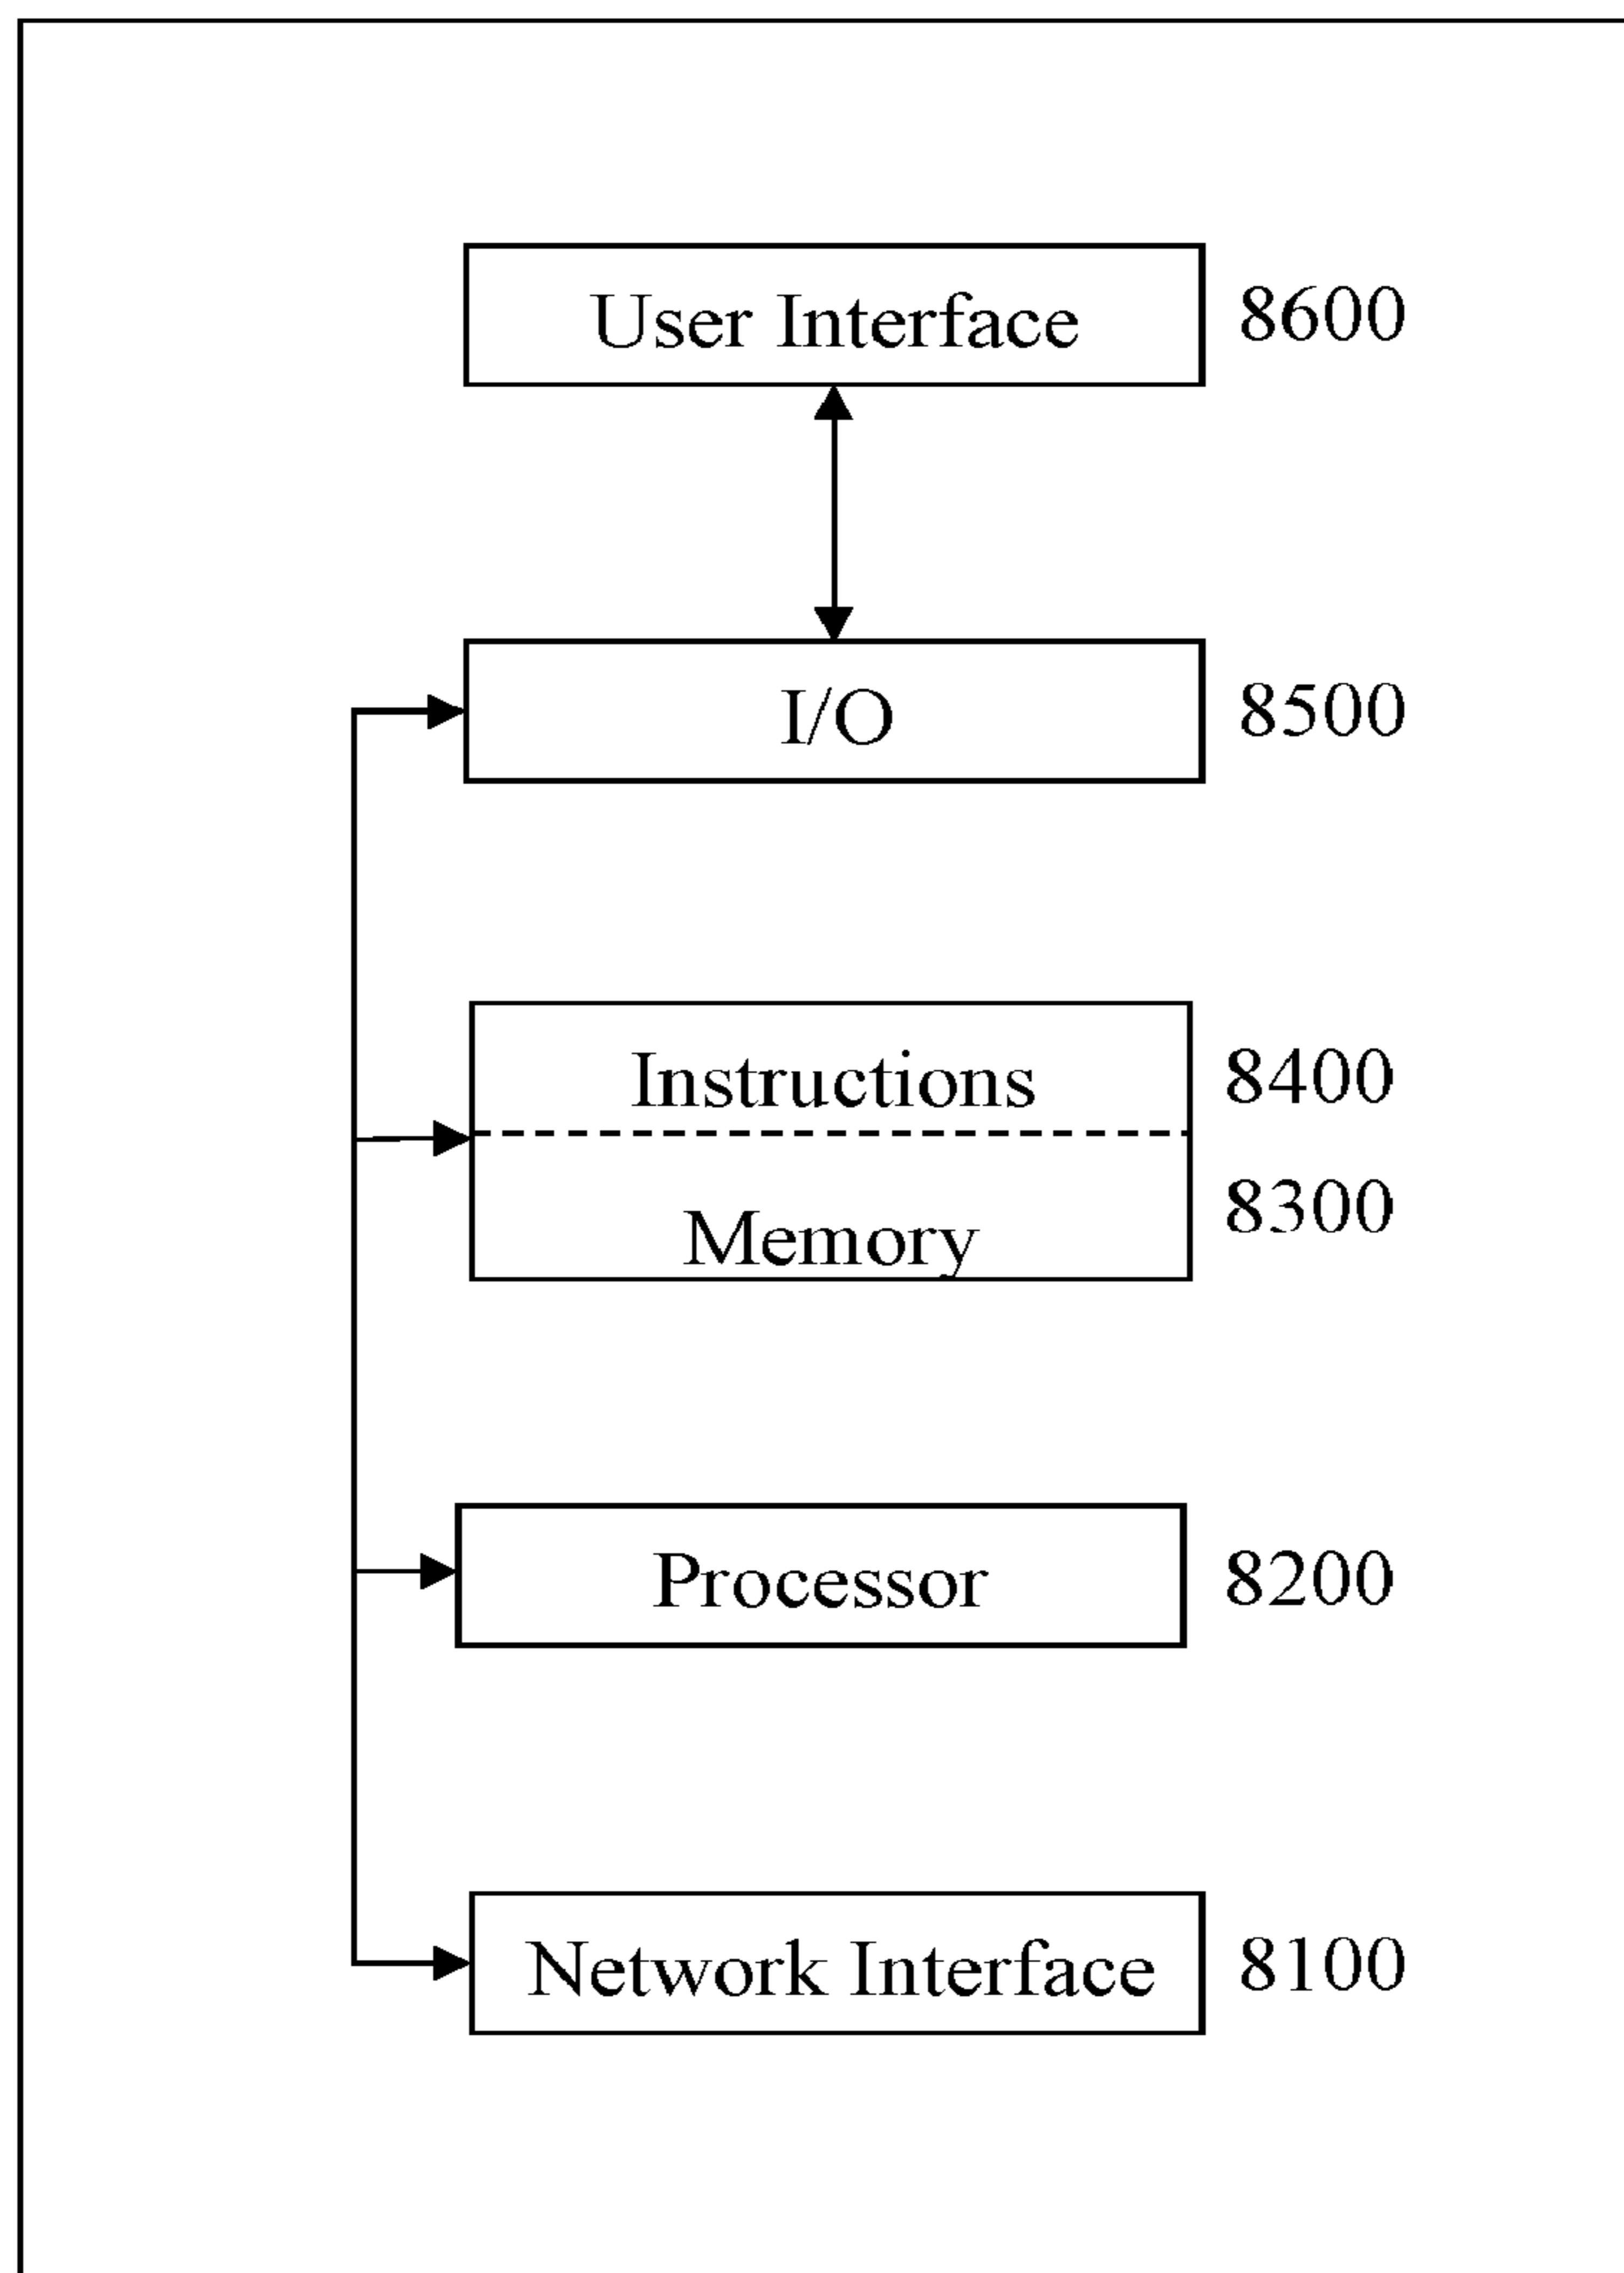 User Interface 8600
I/O 8500
Instructions 8400
Memory 8300
Processor 8200
Network Interface 8100